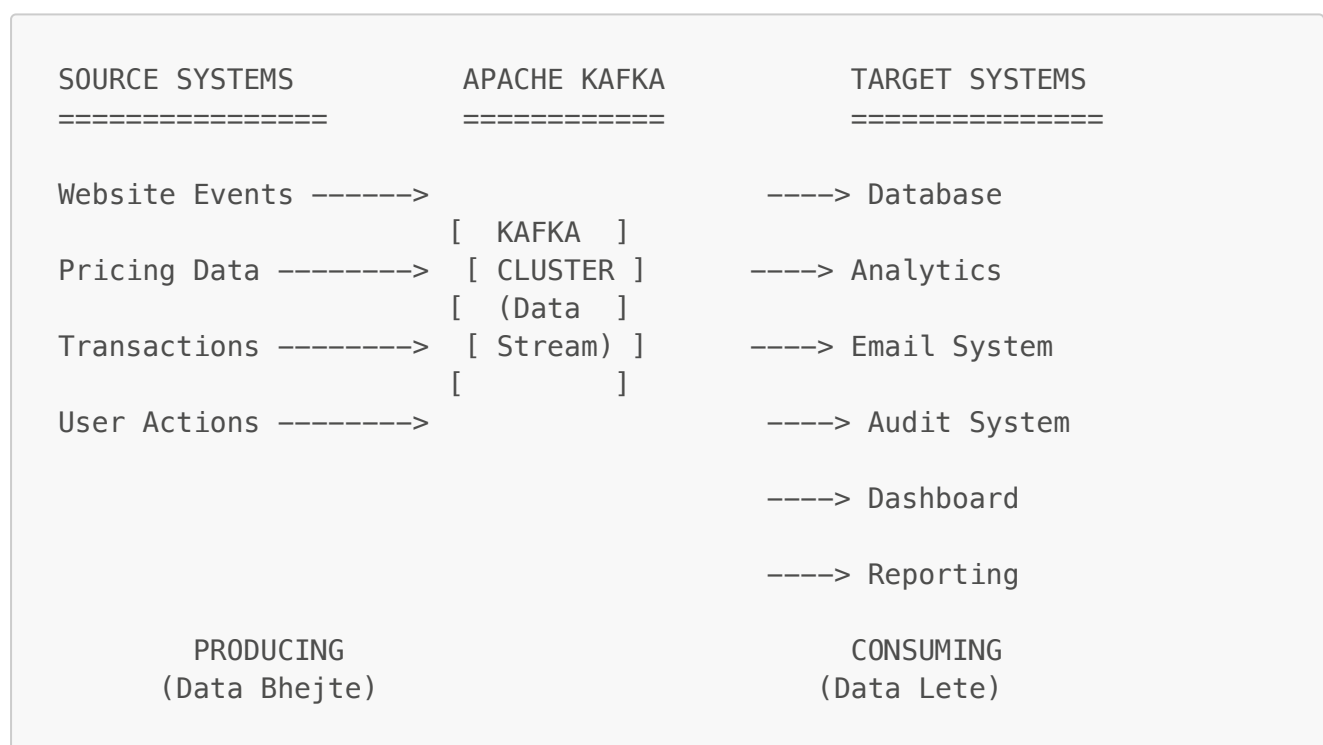 SOURCE SYSTEMS          APACHE KAFKA           TARGET SYSTEMS
================        ============           ===============
Website Events ------>                    ----> Database
[  KAFKA  ]
Pricing Data -------->  [ CLUSTER ]      ----> Analytics
[  (Data  ]
Transactions -------->  [ Stream) ]      ----> Email System
[         ]
User Actions -------->                    ----> Audit System
----> Dashboard
----> Reporting
PRODUCING                              CONSUMING
(Data Bhejte)                          (Data Lete)